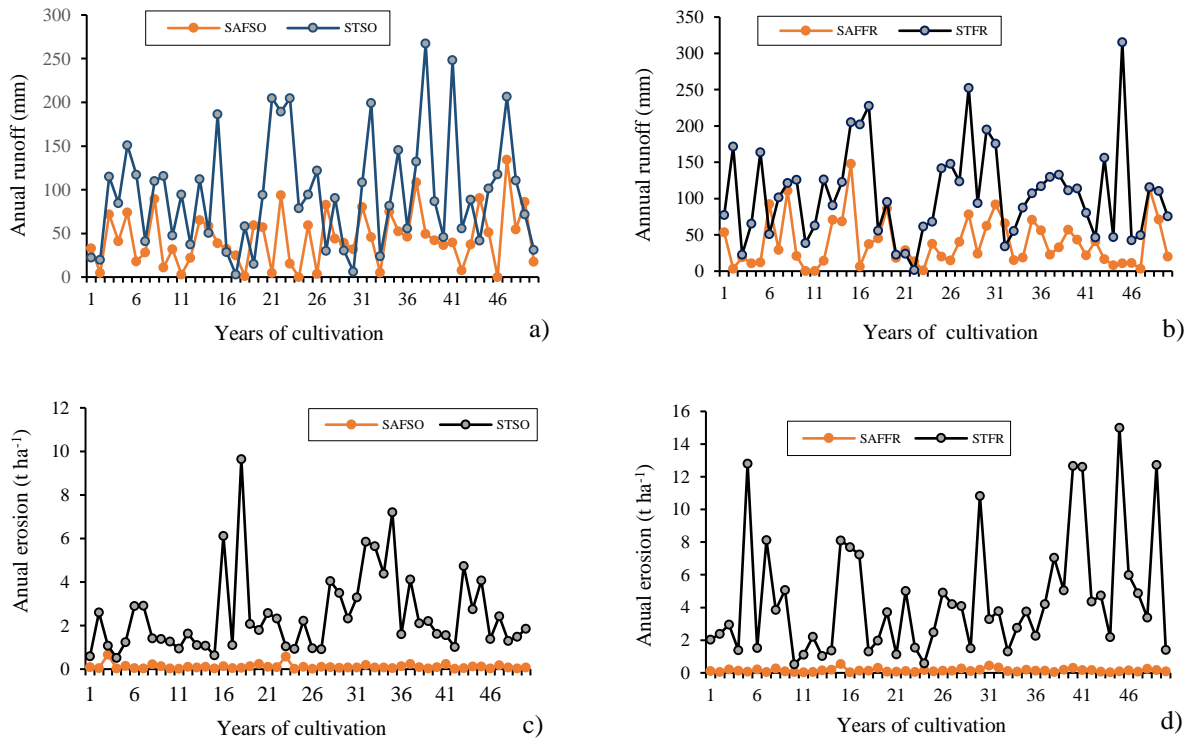 SAFSO STSO
Anual runoff (mm)
300
250
200
150
100
50
0
1 6 11 16 21 26 31 36 41 46
Years of cultivation
a)
SAFFR STFR
Annual runoff (mm)
350
300
250
200
150
100
50
0
1 6 11 16 21 26 31 36 41 46
Years of cultivation
b)
SAFSO STSO
Anual erosion (t ha⁻¹)
12
10
8
6
4
2
0
1 6 11 16 21 26 31 36 41 46
Years of cultivation
c)
SAFFR STFR
Anual erosion (t ha⁻¹)
16
14
12
10
8
6
4
2
0
1 6 11 16 21 26 31 36 41 46
Years of cultivation
d)